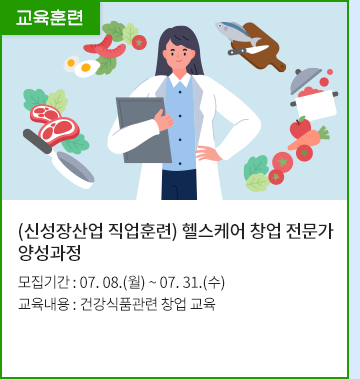 교육훈련
(신성장산업 직업훈련) 헬스케어 창업 전문가
양성과정
모집기간 : 07. 08.(월) ~ 07. 31.(수)
교육내용 : 건강식품관련 창업 교육